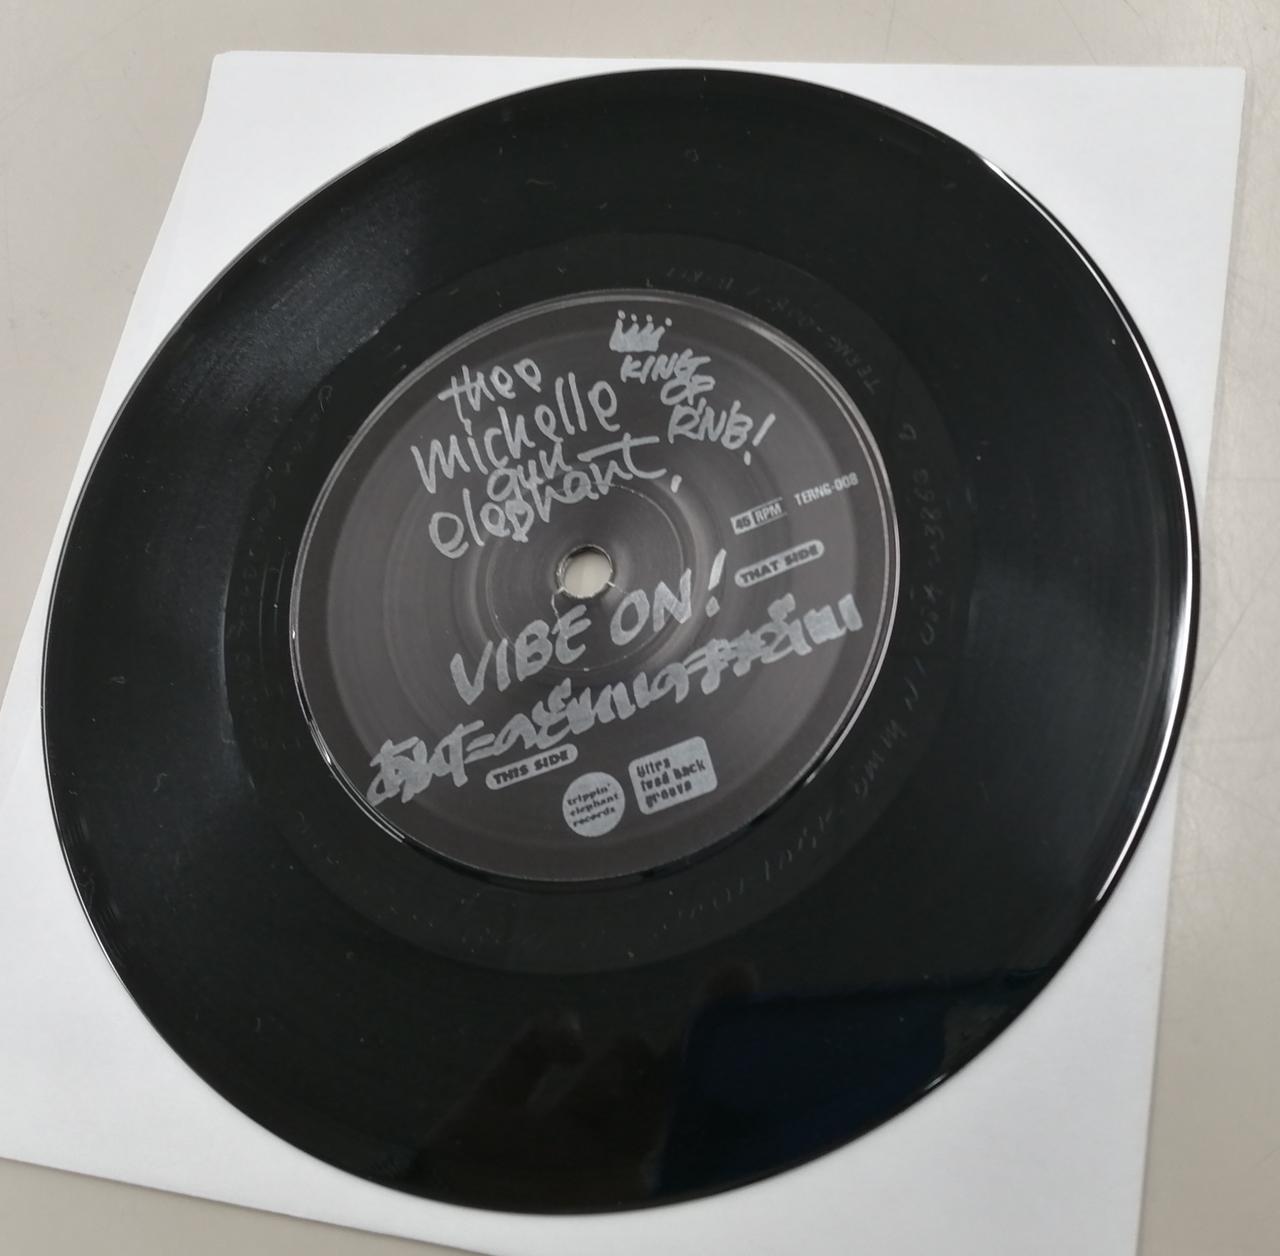 thee
michelle
gun
elephant.
KING
OF
R'N'B!
45 RPM TERNG-008
VIBE ON!
THAT SIDE
THIS SIDE
trippin'
elephant
records
ultra
feed back
groove